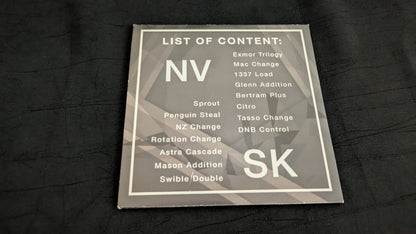 LIST OF CONTENT:
NV
Exmor Trilogy
Mac Change
1337 Load
Glenn Addition
Bertram Plus
Citro
Tasso Change
DNB Control
Sprout
Penguin Steal
NZ Change
Rotation Change
Astra Cascade
Mason Addition
Swible/Double
SK